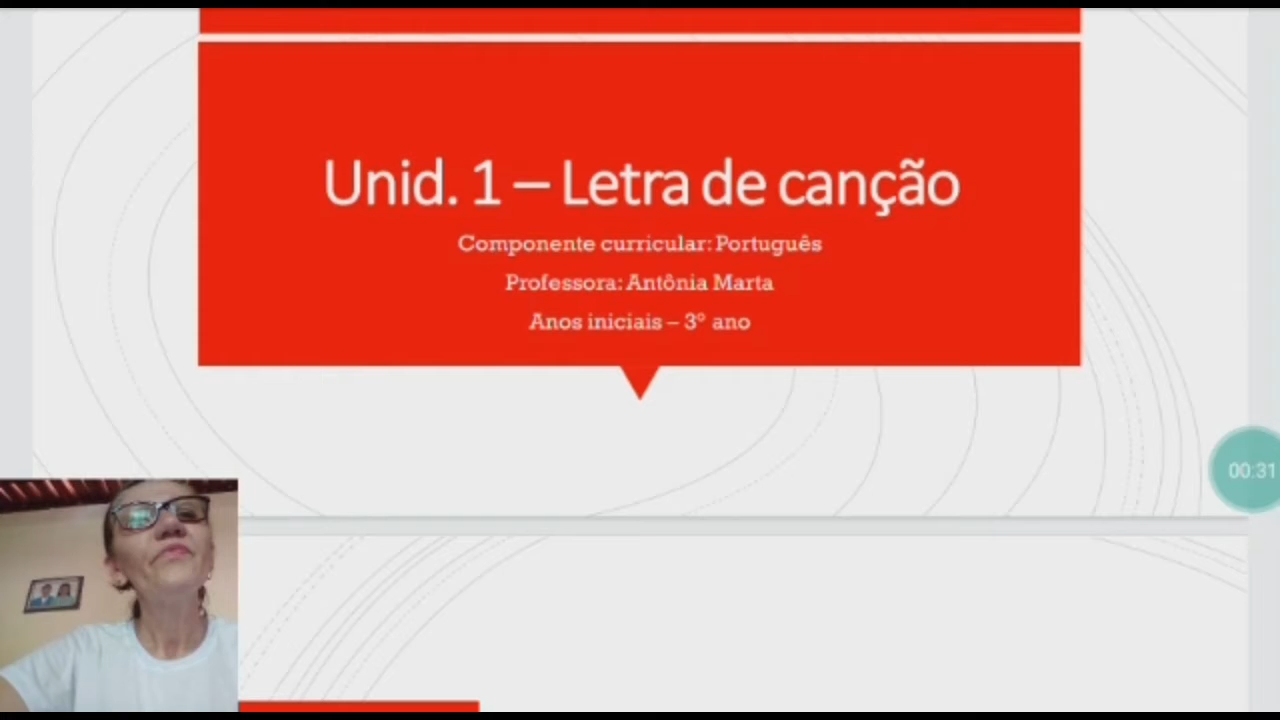 Unid. 1 – Letra de canção
Componente curricular: Português
Professora: Antônia Marta
Anos iniciais – 3º ano
00:31